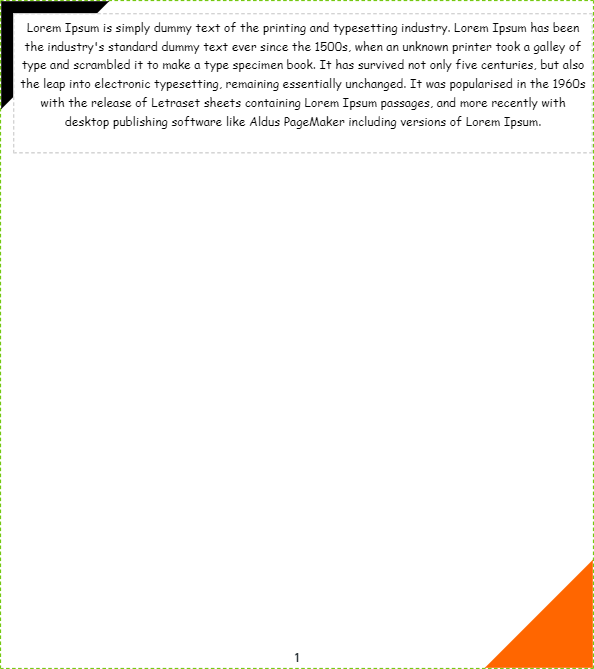 Lorem Ipsum is simply dummy text of the printing and typesetting industry. Lorem Ipsum has been
the industry's standard dummy text ever since the 1500s, when an unknown printer took a galley of
type and scrambled it to make a type specimen book. It has survived not only five centuries, but also
the leap into electronic typesetting, remaining essentially unchanged. It was popularised in the 1960s
with the release of Letraset sheets containing Lorem Ipsum passages, and more recently with
desktop publishing software like Aldus PageMaker including versions of Lorem Ipsum.
1